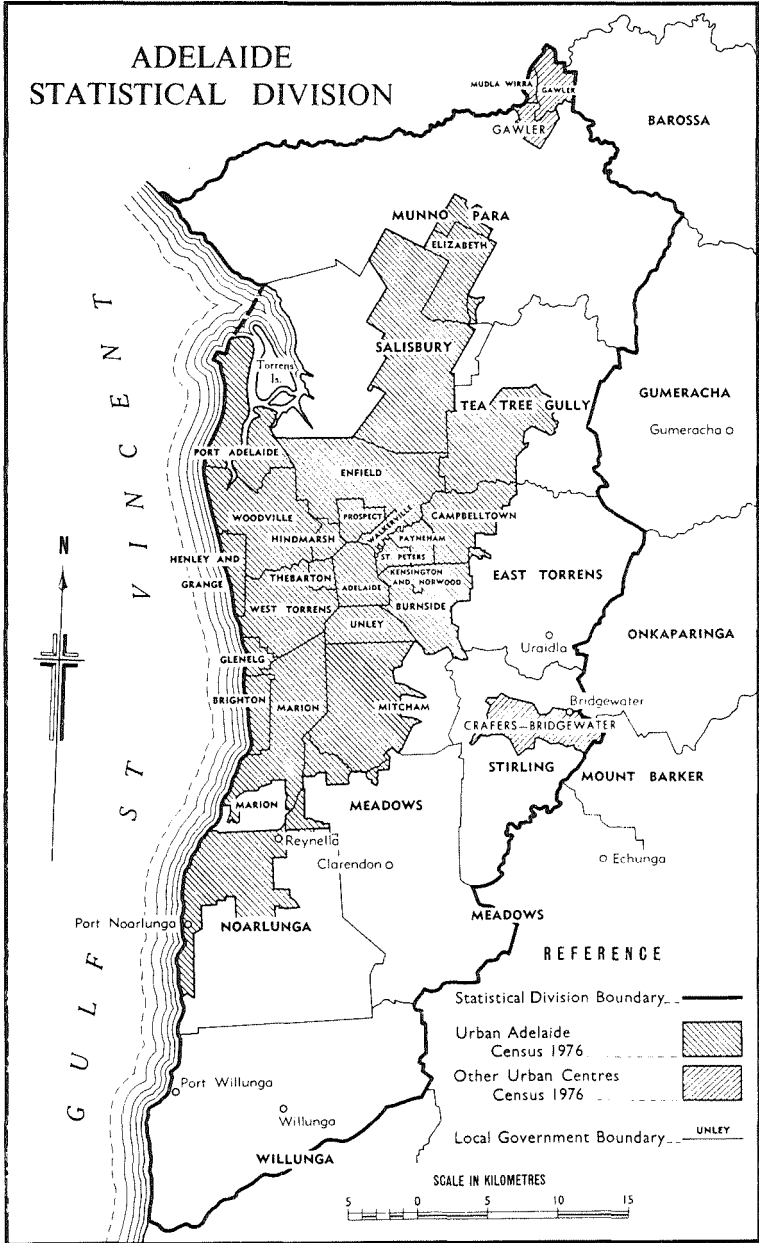 ADELAIDE
STATISTICAL DIVISION
MUDLA WIRRA
GAWLER
GAWLER
BAROSSA
MUNNO PARA
ELIZABETH
SALISBURY
Torrens
Is.
TEA TREE GULLY
GUMERACHA
Gumeracha
PORT ADELAIDE
ENFIELD
WOODVILLE
PROSPECT
WALKERVILLE
CAMPBELLTOWN
HINDMARSH
PAYNEHAM
ST. PETERS
HENLEY AND
GRANGE
THEBARTON
ADELAIDE
KENSINGTON
AND NORWOOD
EAST TORRENS
WEST TORRENS
BURNSIDE
UNLEY
Uraidla
ONKAPARINGA
GLENELG
BRIGHTON
MARION
MITCHAM
Bridgewater
CRAFERS–BRIDGEWATER
STIRLING
MOUNT BARKER
MARION
MEADOWS
Reynella
Clarendon
Echunga
Port Noarlunga
NOARLUNGA
MEADOWS
Port Willunga
Willunga
WILLUNGA
GULF ST VINCENT
N
REFERENCE
Statistical Division Boundary
Urban Adelaide
Census 1976
Other Urban Centres
Census 1976
Local Government Boundary
UNLEY
SCALE IN KILOMETRES
5 0 5 10 15